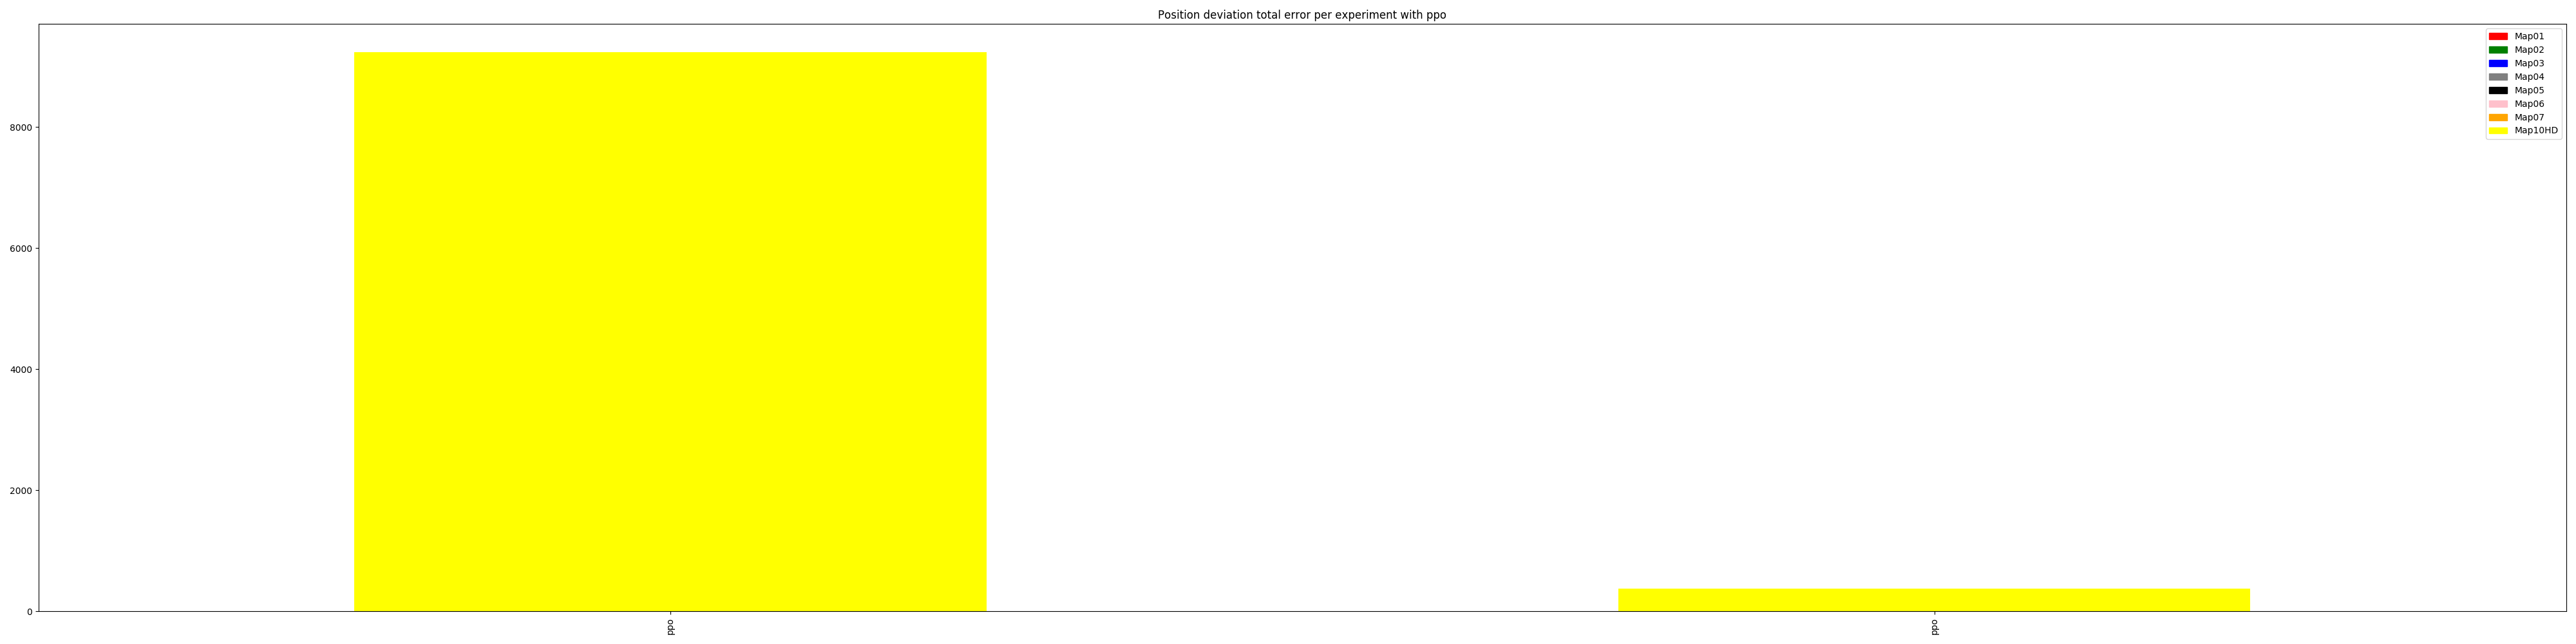 Position deviation total error per experiment with ppo
Map01
Map02
Map03
Map04
Map05
Map06
Map07
Map10HD
8000
6000
4000
2000
0
ppo
ppo